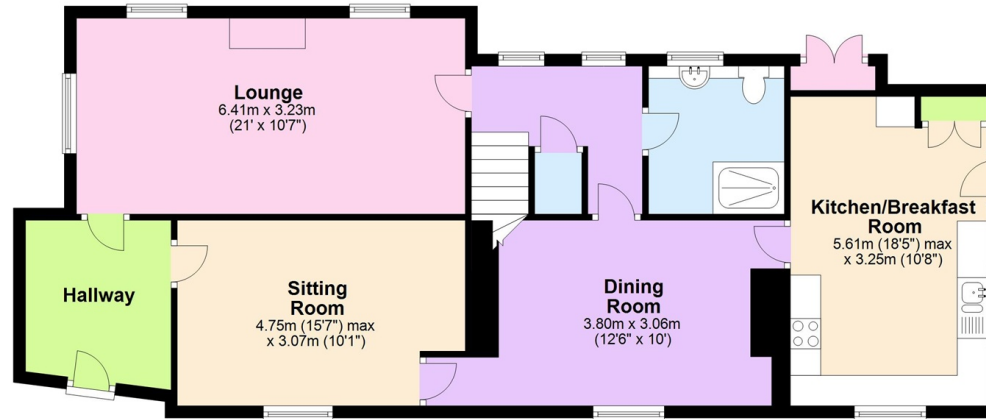 Lounge
6.41m x 3.23m
(21' x 10'7")
Kitchen/Breakfast
Room
5.61m (18'5") max
x 3.25m (10'8")
Hallway
Sitting
Room
4.75m (15'7") max
x 3.07m (10'1")
Dining
Room
3.80m x 3.06m
(12'6" x 10')